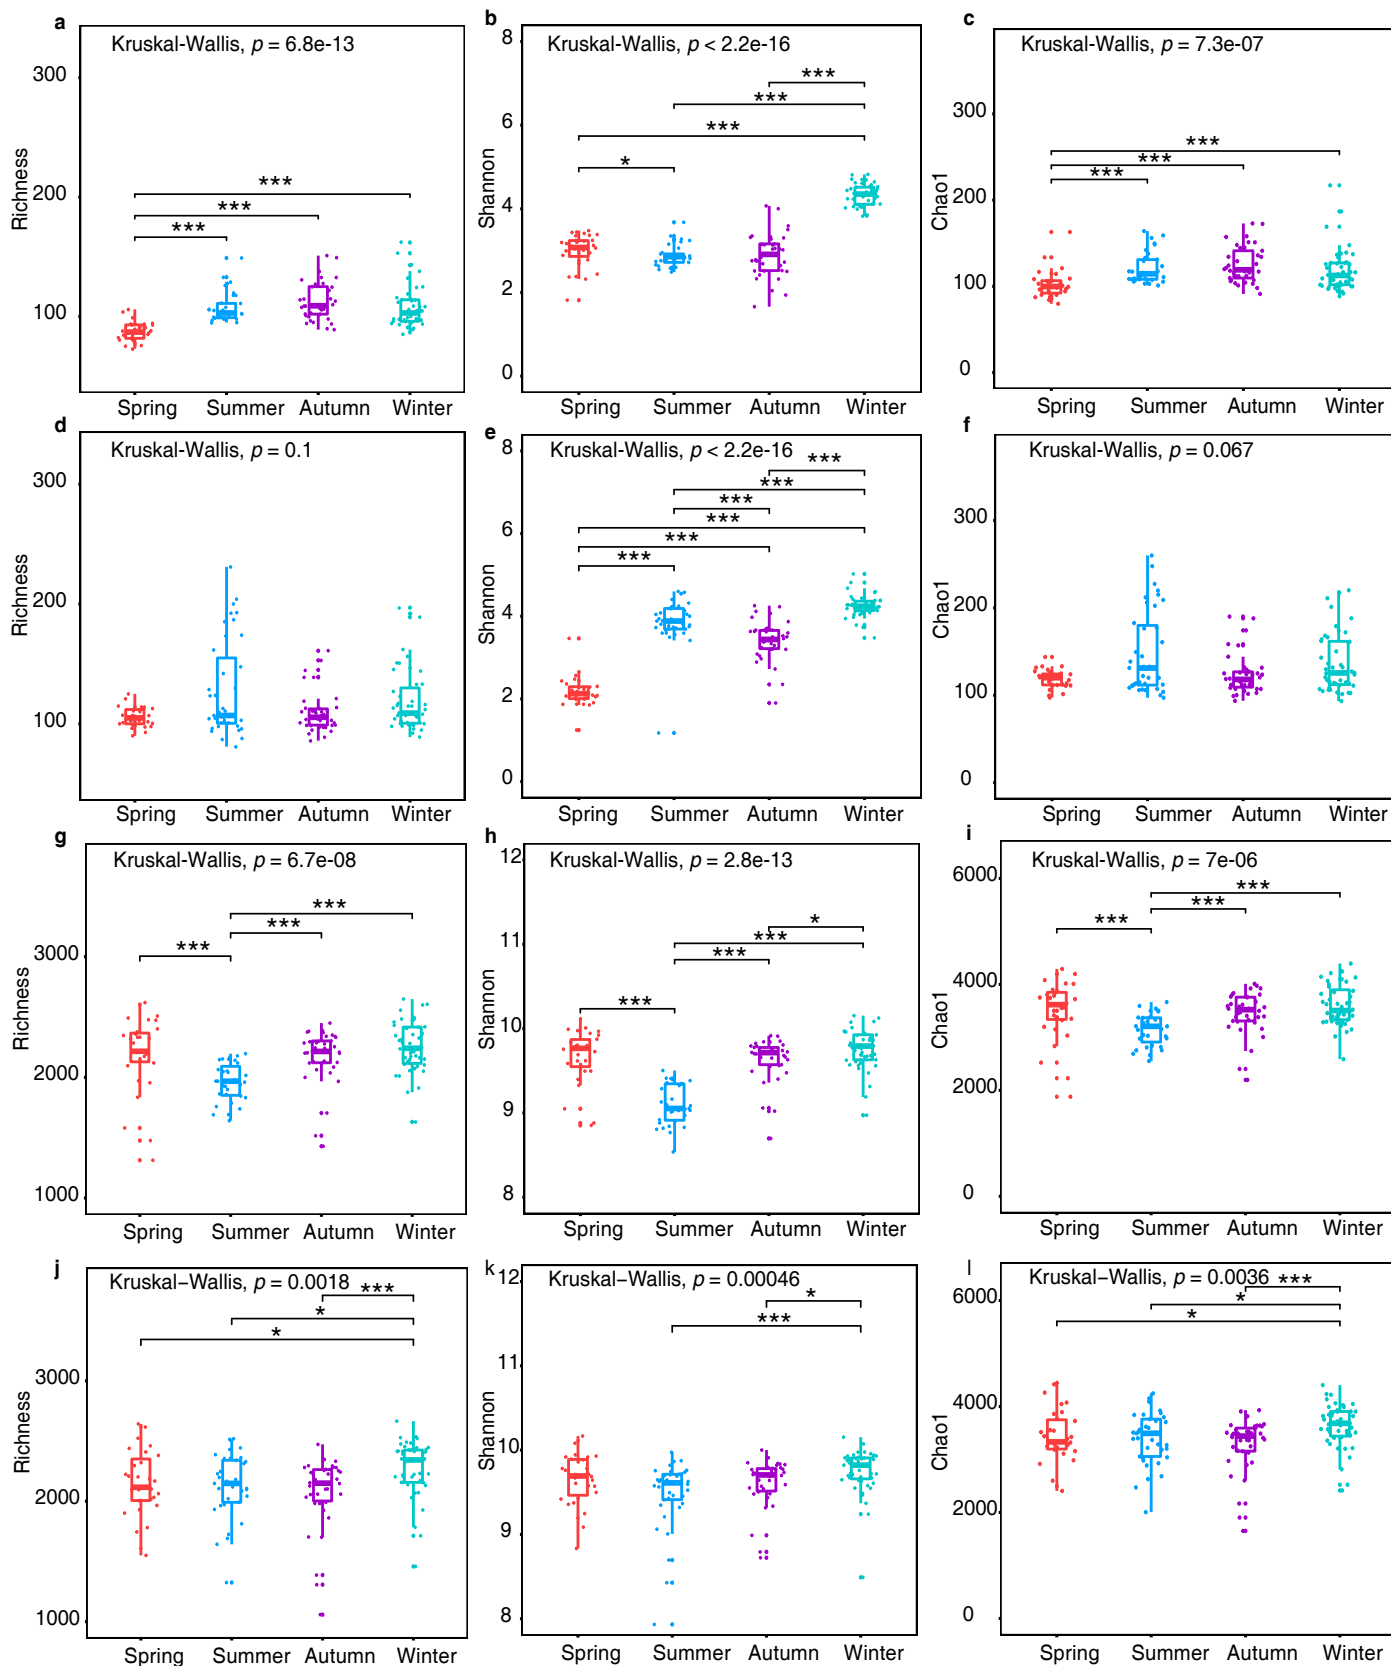 a
Kruskal-Wallis, p = 6.8e-13
Richness
300
200
100
***
***
***
Spring Summer Autumn Winter
b
Kruskal-Wallis, p < 2.2e-16
Shannon
8
6
4
2
0
***
***
***
*
Spring Summer Autumn Winter
c
Kruskal-Wallis, p = 7.3e-07
Chao1
300
200
100
0
***
***
***
Spring Summer Autumn Winter
d
Kruskal-Wallis, p = 0.1
Richness
300
200
100
Spring Summer Autumn Winter
e
Kruskal-Wallis, p < 2.2e-16
Shannon
8
6
4
2
0
***
***
***
***
***
***
Spring Summer Autumn Winter
f
Kruskal-Wallis, p = 0.067
Chao1
300
200
100
0
Spring Summer Autumn Winter
g
Kruskal-Wallis, p = 6.7e-08
Richness
3000
2000
1000
***
***
***
Spring Summer Autumn Winter
h
Kruskal-Wallis, p = 2.8e-13
Shannon
12
11
10
9
8
*
***
***
***
Spring Summer Autumn Winter
i
Kruskal-Wallis, p = 7e-06
Chao1
6000
4000
2000
0
***
***
***
Spring Summer Autumn Winter
j
Kruskal−Wallis, p = 0.0018
Richness
3000
2000
1000
***
*
*
Spring Summer Autumn Winter
k
Kruskal−Wallis, p = 0.00046
Shannon
12
11
10
9
8
*
***
Spring Summer Autumn Winter
l
Kruskal−Wallis, p = 0.0036
Chao1
6000
4000
2000
0
***
*
*
Spring Summer Autumn Winter